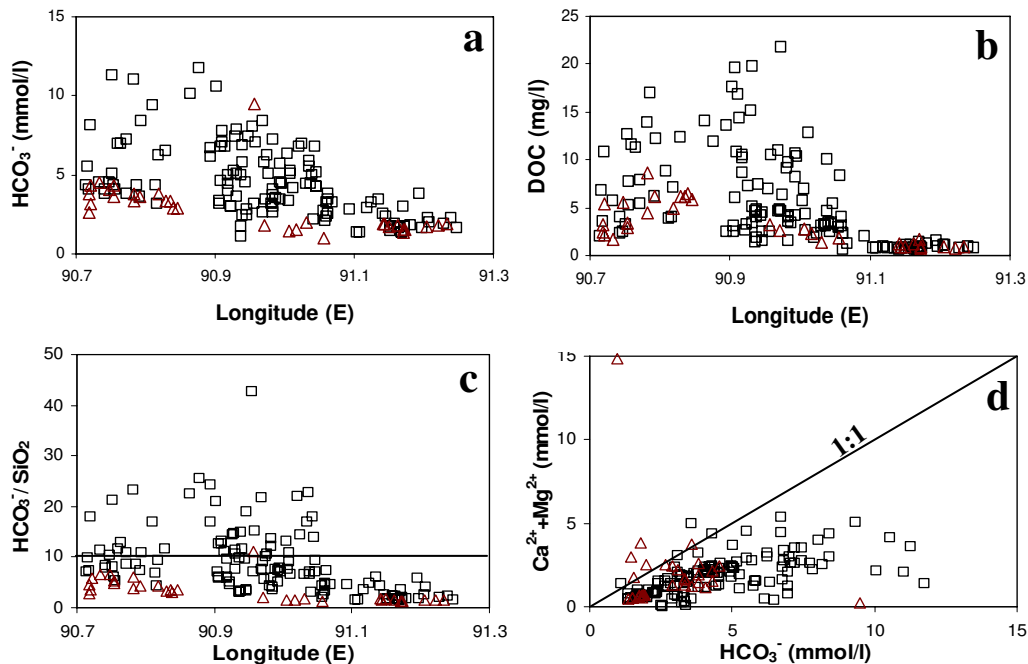 a
15
10
5
0
HCO₃⁻ (mmol/l)
90.7 90.9 91.1 91.3
Longitude (E)
b
25
20
15
10
5
0
DOC (mg/l)
90.7 90.9 91.1 91.3
Longitude (E)
c
50
40
30
20
10
0
HCO₃⁻/ SiO₂
90.7 90.9 91.1 91.3
Longitude (E)
d
15
10
5
0
Ca²⁺+Mg²⁺ (mmol/l)
1:1
0 5 10 15
HCO₃⁻ (mmol/l)